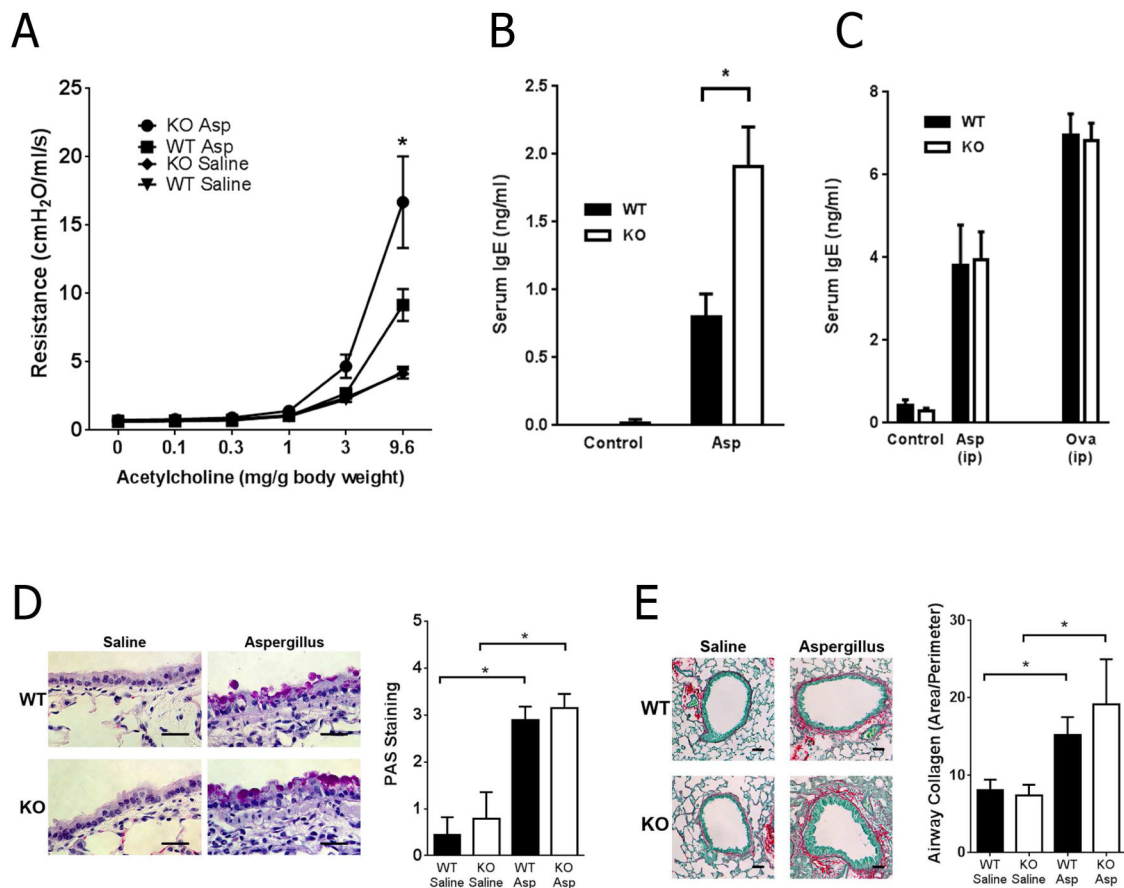 A
25
20
15
10
5
0
Resistance (cmH2O/ml/s)
KO Asp
WT Asp
KO Saline
WT Saline
*
0 0.1 0.3 1 3 9.6
Acetylcholine (mg/g body weight)
B
2.5
2.0
1.5
1.0
0.5
0.0
Serum IgE (ng/ml)
WT
KO
*
Control Asp
C
8
6
4
2
0
Serum IgE (ng/ml)
WT
KO
Control Asp Ova
(ip) (ip)
D
Saline Aspergillus
WT
KO
5
4
3
2
1
0
PAS Staining
*
*
WT KO WT KO
Saline Saline Asp Asp
E
Saline Aspergillus
WT
KO
30
20
10
0
Airway Collagen (Area/Perimeter)
*
*
WT KO WT KO
Saline Saline Asp Asp